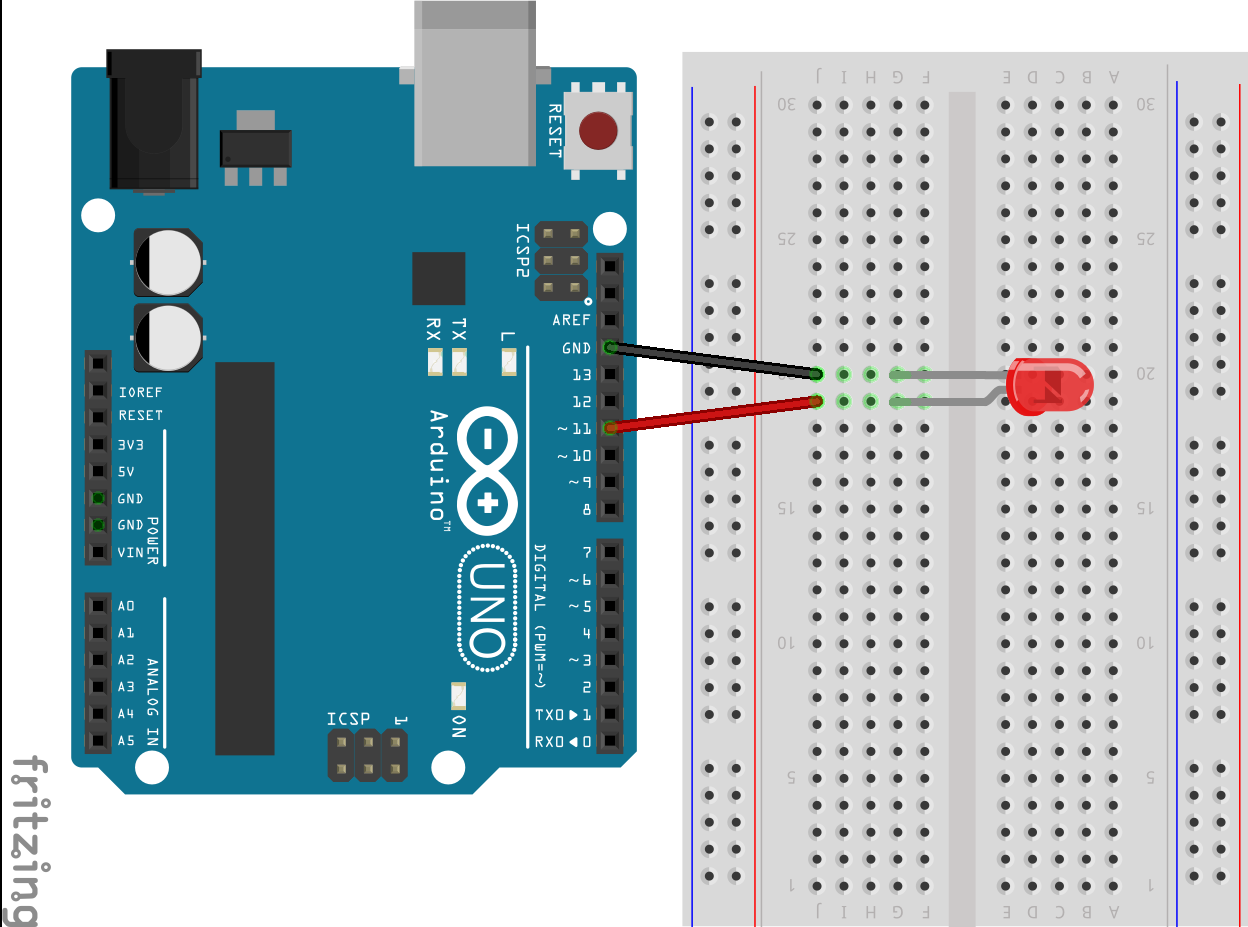 RESET
ICSP2
AREF
GND
13
12
~11
~10
~9
8
7
~6
~5
4
~3
2
TX0▶1
RX0◀0
RX
TX
L
Arduino™
UNO
DIGITAL (PWM=~)
IOREF
RESET
3V3
5V
GND
GND
VIN
POWER
A0
A1
A2
A3
A4
A5
ANALOG IN
ICSP
1
ON
J I H G F E D C B A
30 30
25 25
20 20
15 15
10 10
5 5
1 1
J I H G F E D C B A
fritzing